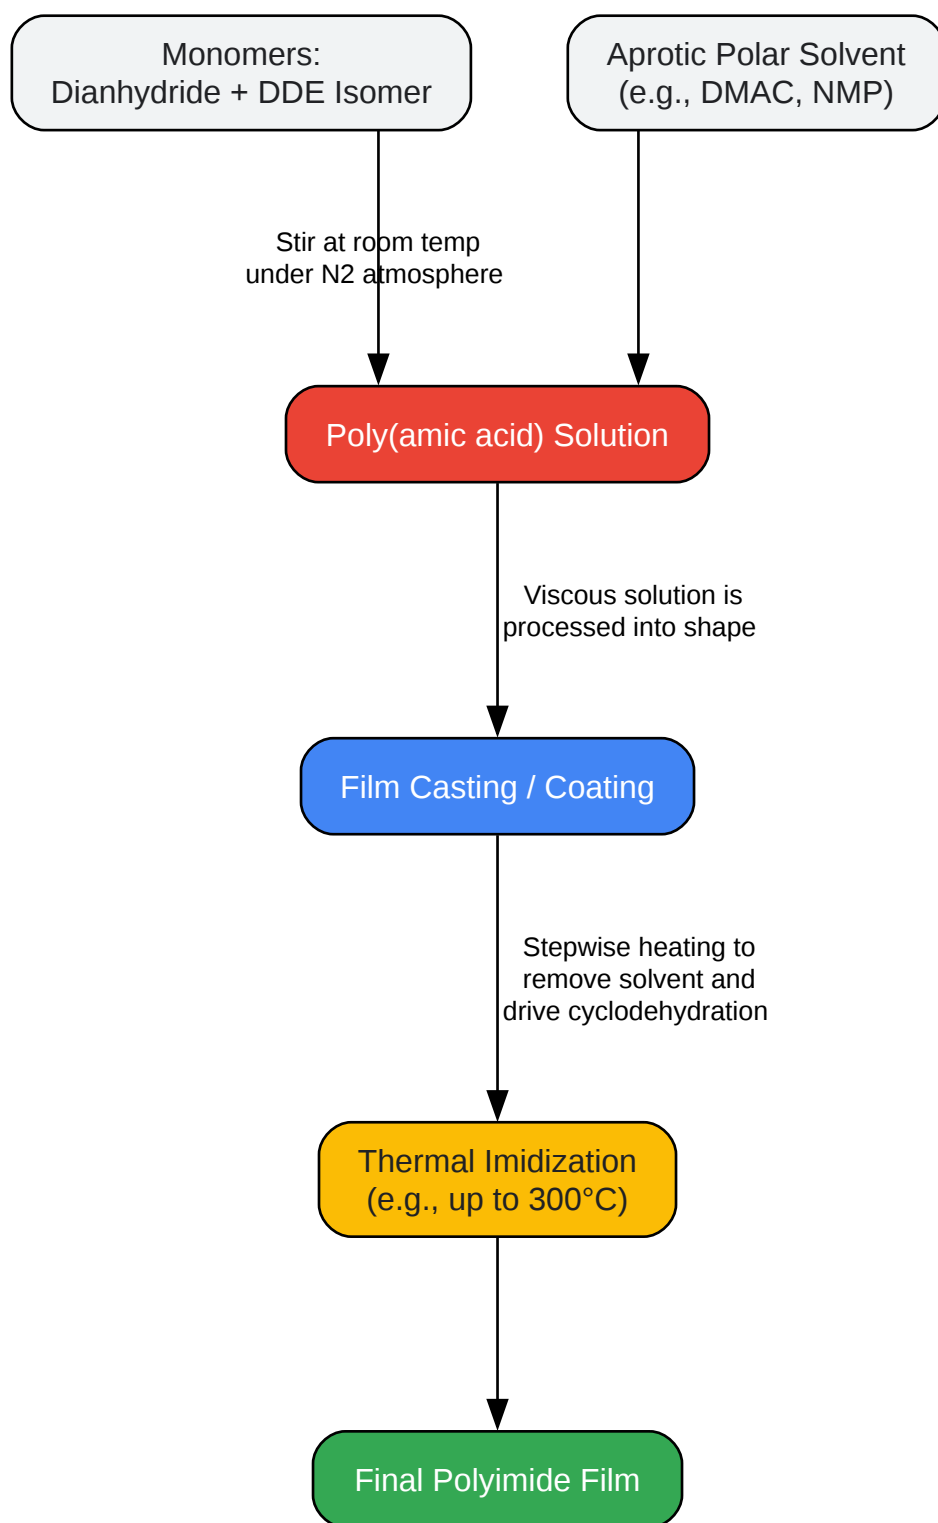 Monomers:
Dianhydride + DDE Isomer
Aprotic Polar Solvent
(e.g., DMAC, NMP)
Stir at room temp
under N2 atmosphere
Poly(amic acid) Solution
Viscous solution is
processed into shape
Film Casting / Coating
Stepwise heating to
remove solvent and
drive cyclodehydration
Thermal Imidization
(e.g., up to 300°C)
Final Polyimide Film